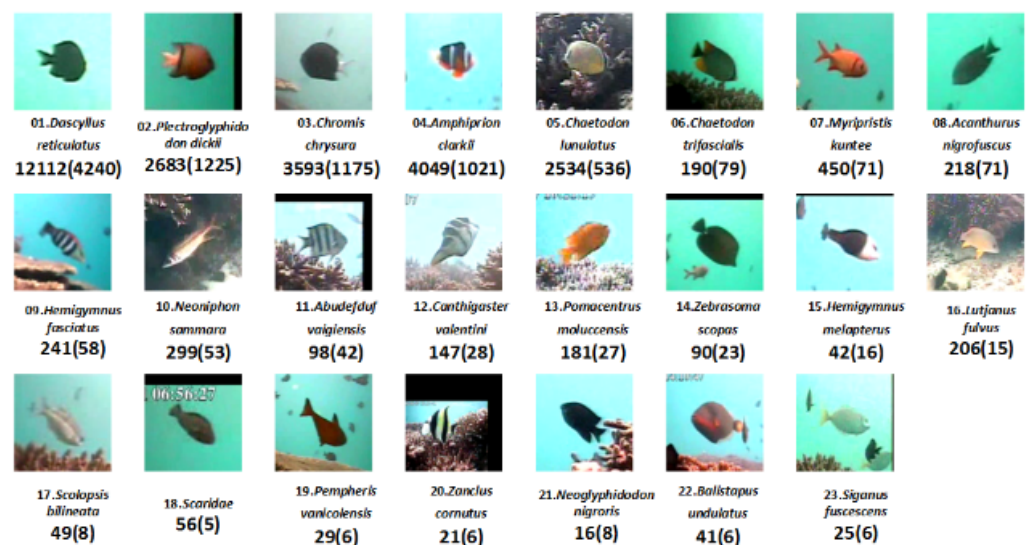 01.Dascyllus
reticulatus
12112(4240)
02.Plectroglyphido
don dickii
2683(1225)
03.Chromis
chrysura
3593(1175)
04.Amphiprion
clarkii
4049(1021)
05.Chaetodon
lunulatus
2534(536)
06.Chaetodon
trifascialis
190(79)
07.Myripristis
kuntee
450(71)
08.Acanthurus
nigrofuscus
218(71)
09.Hemigymnus
fasciatus
241(58)
10.Neoniphon
sammara
299(53)
11.Abudefduf
vaigiensis
98(42)
12.Canthigaster
valentini
147(28)
13.Pomacentrus
moluccensis
181(27)
14.Zebrasoma
scopas
90(23)
15.Hemigymnus
melapterus
42(16)
16.Lutjanus
fulvus
206(15)
17.Scolopsis
bilineata
49(8)
06:56:27
18.Scaridae
56(5)
19.Pempheris
vanicolensis
29(6)
20.Zanclus
cornutus
21(6)
21.Neoglyphidodon
nigroris
16(8)
22.Balistapus
undulatus
41(6)
23.Siganus
fuscescens
25(6)